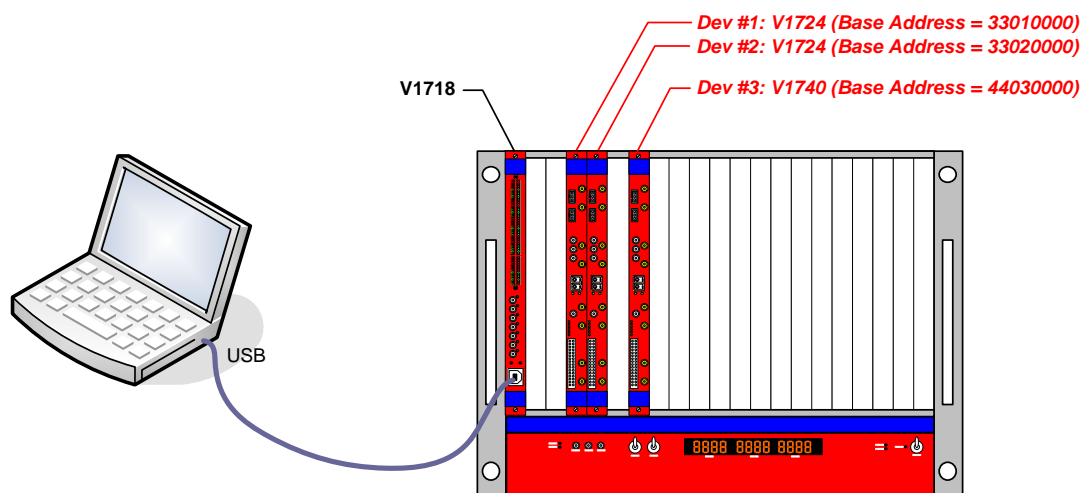 Dev #1: V1724 (Base Address = 33010000)
Dev #2: V1724 (Base Address = 33020000)
V1718
Dev #3: V1740 (Base Address = 44030000)
USB
8888 8888 8888